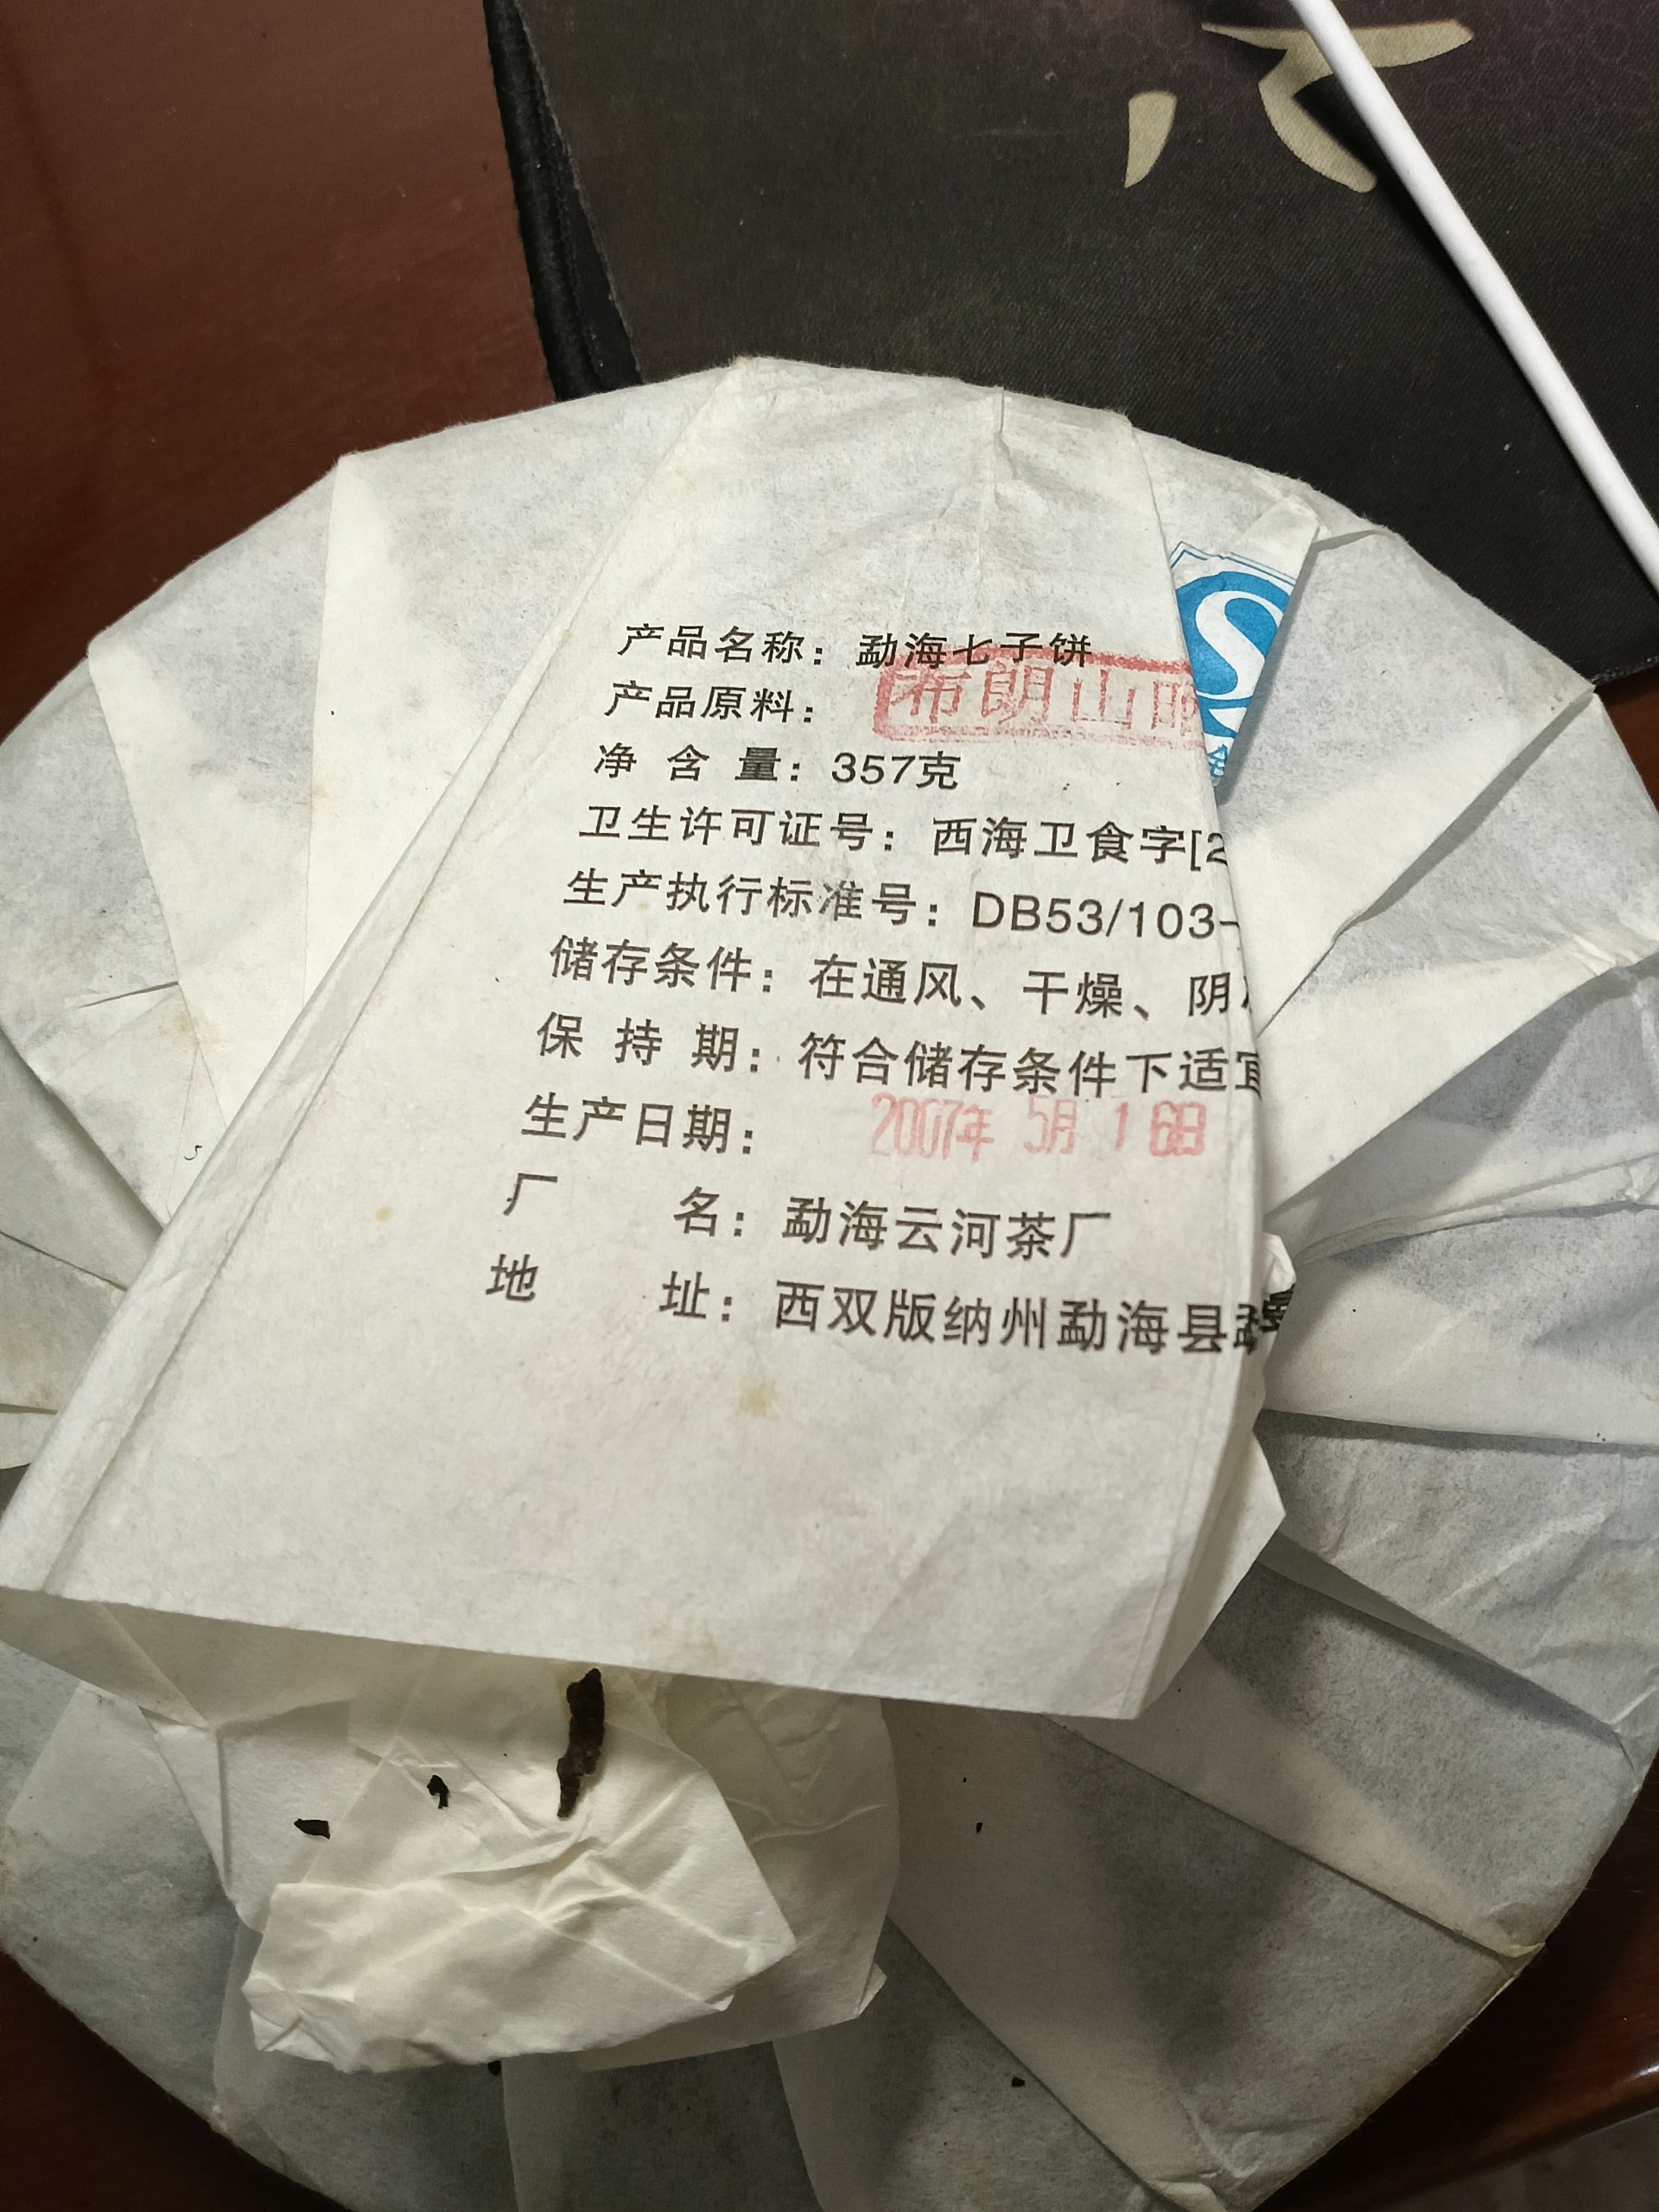 产品名称：勐海七子饼
产品原料：希朗山
净含量：357克
卫生许可证号：西海卫食字[2
生产执行标准号：DB53/103-
储存条件：在通风、干燥、阴
保持期：符合储存条件下适宜
生产日期：2007年 5月 16日
厂名：勐海云河茶厂
地址：西双版纳州勐海县勐